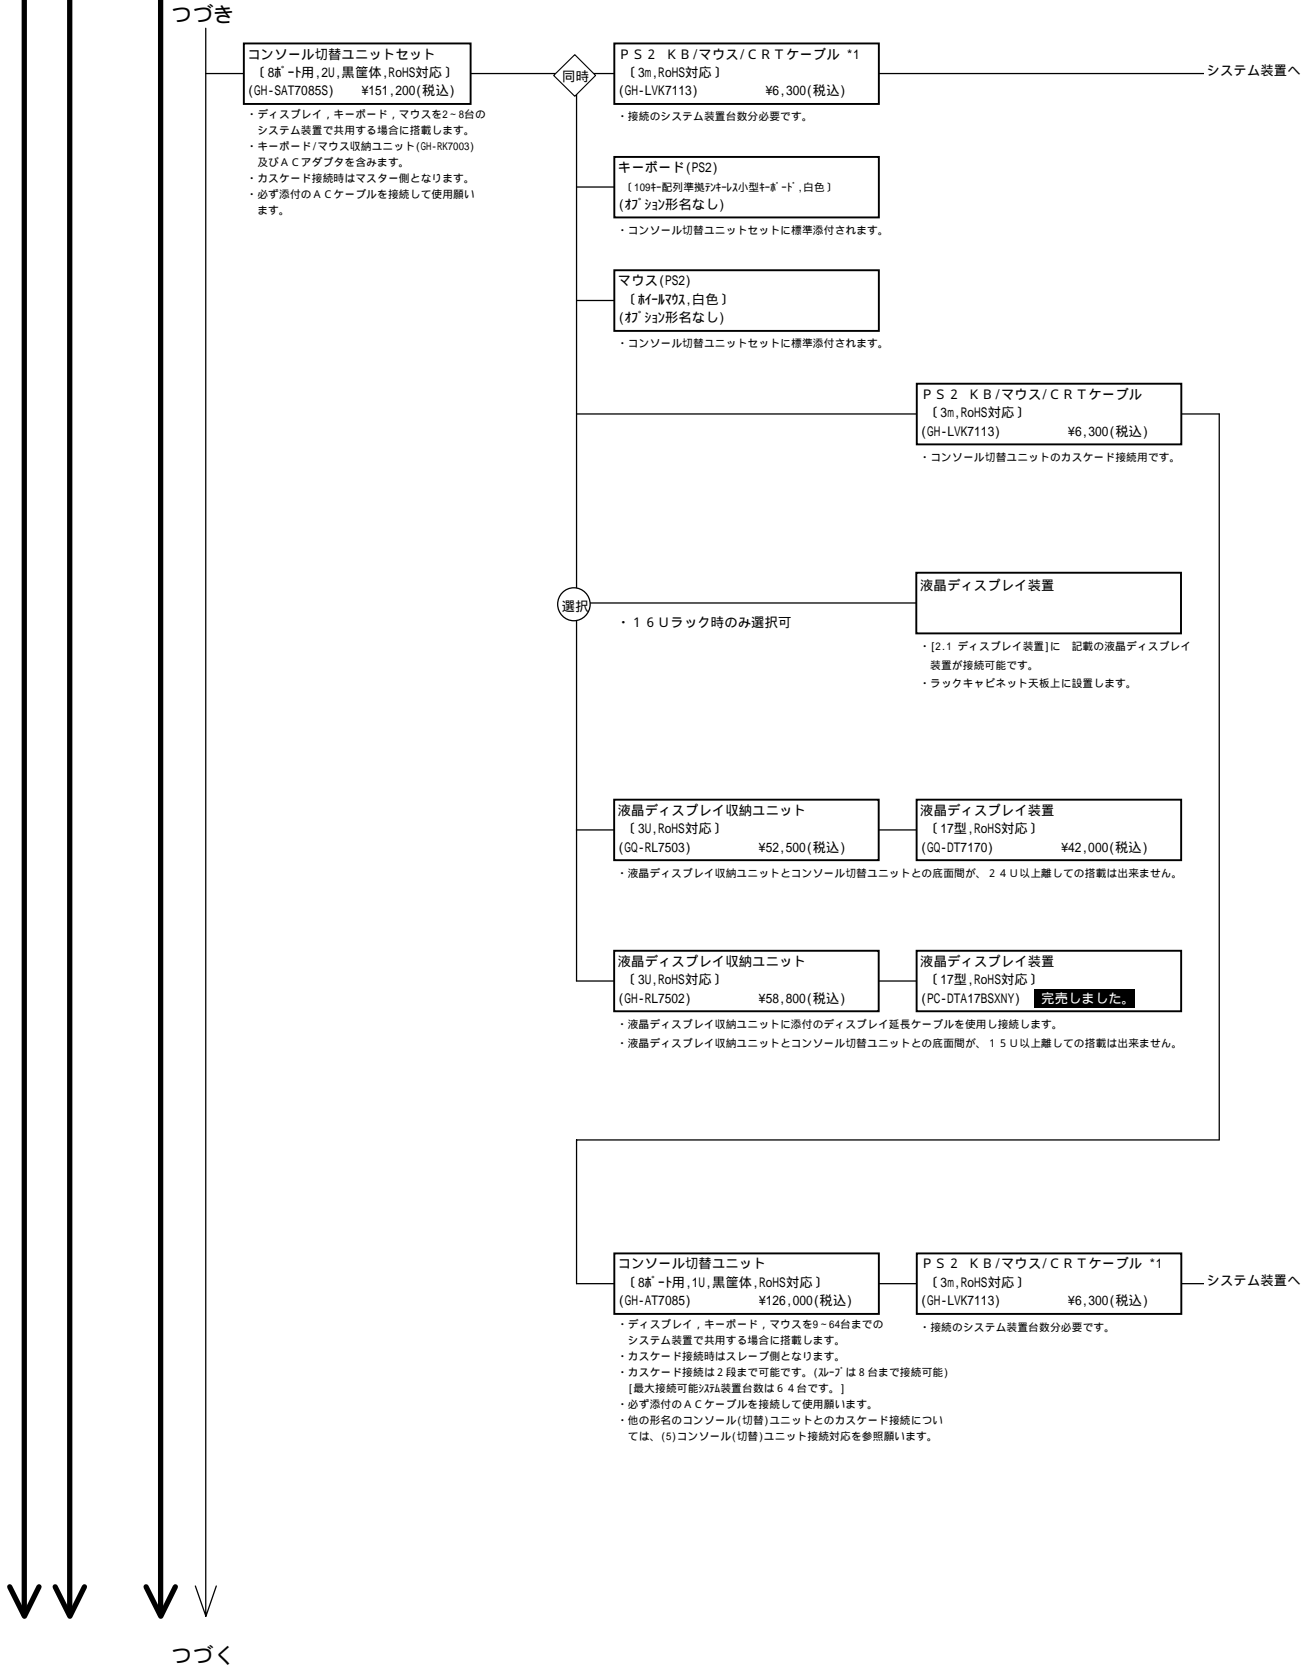 つづき
コンソール切替ユニットセット
〔8ﾎﾟｰﾄ用,2U,黒筐体,RoHS対応〕
(GH-SAT7085S) ¥151,200(税込)
・ディスプレイ，キーボード，マウスを2～8台の
システム装置で共用する場合に搭載します。
・キーボード/マウス収納ユニット(GH-RK7003)
及びＡＣアダプタを含みます。
・カスケード接続時はマスター側となります。
・必ず添付のＡＣケーブルを接続して使用願い
ます。
同時
ＰＳ２ ＫＢ/マウス/ＣＲＴケーブル *1
〔3m,RoHS対応〕
(GH-LVK7113) ¥6,300(税込)
・接続のシステム装置台数分必要です。
システム装置へ
キーボード(PS2)
〔109ｷｰ配列準拠ﾃﾝｷｰﾚｽ小型ｷｰﾎﾞｰﾄﾞ,白色〕
(ｵﾌﾟｼｮﾝ形名なし)
・コンソール切替ユニットセットに標準添付されます。
マウス(PS2)
〔ﾎｲｰﾙﾏｳｽ,白色〕
(ｵﾌﾟｼｮﾝ形名なし)
・コンソール切替ユニットセットに標準添付されます。
ＰＳ２ ＫＢ/マウス/ＣＲＴケーブル
〔3m,RoHS対応〕
(GH-LVK7113) ¥6,300(税込)
・コンソール切替ユニットのカスケード接続用です。
選択
・１６Ｕラック時のみ選択可
液晶ディスプレイ装置
・[2.1 ディスプレイ装置]に 記載の液晶ディスプレイ
装置が接続可能です。
・ラックキャビネット天板上に設置します。
液晶ディスプレイ収納ユニット
〔3U,RoHS対応〕
(GQ-RL7503) ¥52,500(税込)
液晶ディスプレイ装置
〔17型,RoHS対応〕
(GQ-DT7170) ¥42,000(税込)
・液晶ディスプレイ収納ユニットとコンソール切替ユニットとの底面間が、２４Ｕ以上離しての搭載は出来ません。
液晶ディスプレイ収納ユニット
〔3U,RoHS対応〕
(GH-RL7502) ¥58,800(税込)
液晶ディスプレイ装置
〔17型,RoHS対応〕
(PC-DTA17BSXNY) 完売しました。
・液晶ディスプレイ収納ユニットに添付のディスプレイ延長ケーブルを使用し接続します。
・液晶ディスプレイ収納ユニットとコンソール切替ユニットとの底面間が、１５Ｕ以上離しての搭載は出来ません。
コンソール切替ユニット
〔8ﾎﾟｰﾄ用,1U,黒筐体,RoHS対応〕
(GH-AT7085) ¥126,000(税込)
・ディスプレイ，キーボード，マウスを9～64台までの
システム装置で共用する場合に搭載します。
・カスケード接続時はスレーブ側となります。
・カスケード接続は２段まで可能です。(ｽﾚｰﾌﾞは８台まで接続可能)
[最大接続可能ｼｽﾃﾑ装置台数は６４台です。]
・必ず添付のＡＣケーブルを接続して使用願います。
・他の形名のコンソール(切替)ユニットとのカスケード接続につい
ては、(5)コンソール(切替)ユニット接続対応を参照願います。
ＰＳ２ ＫＢ/マウス/ＣＲＴケーブル *1
〔3m,RoHS対応〕
(GH-LVK7113) ¥6,300(税込)
・接続のシステム装置台数分必要です。
システム装置へ
つづく